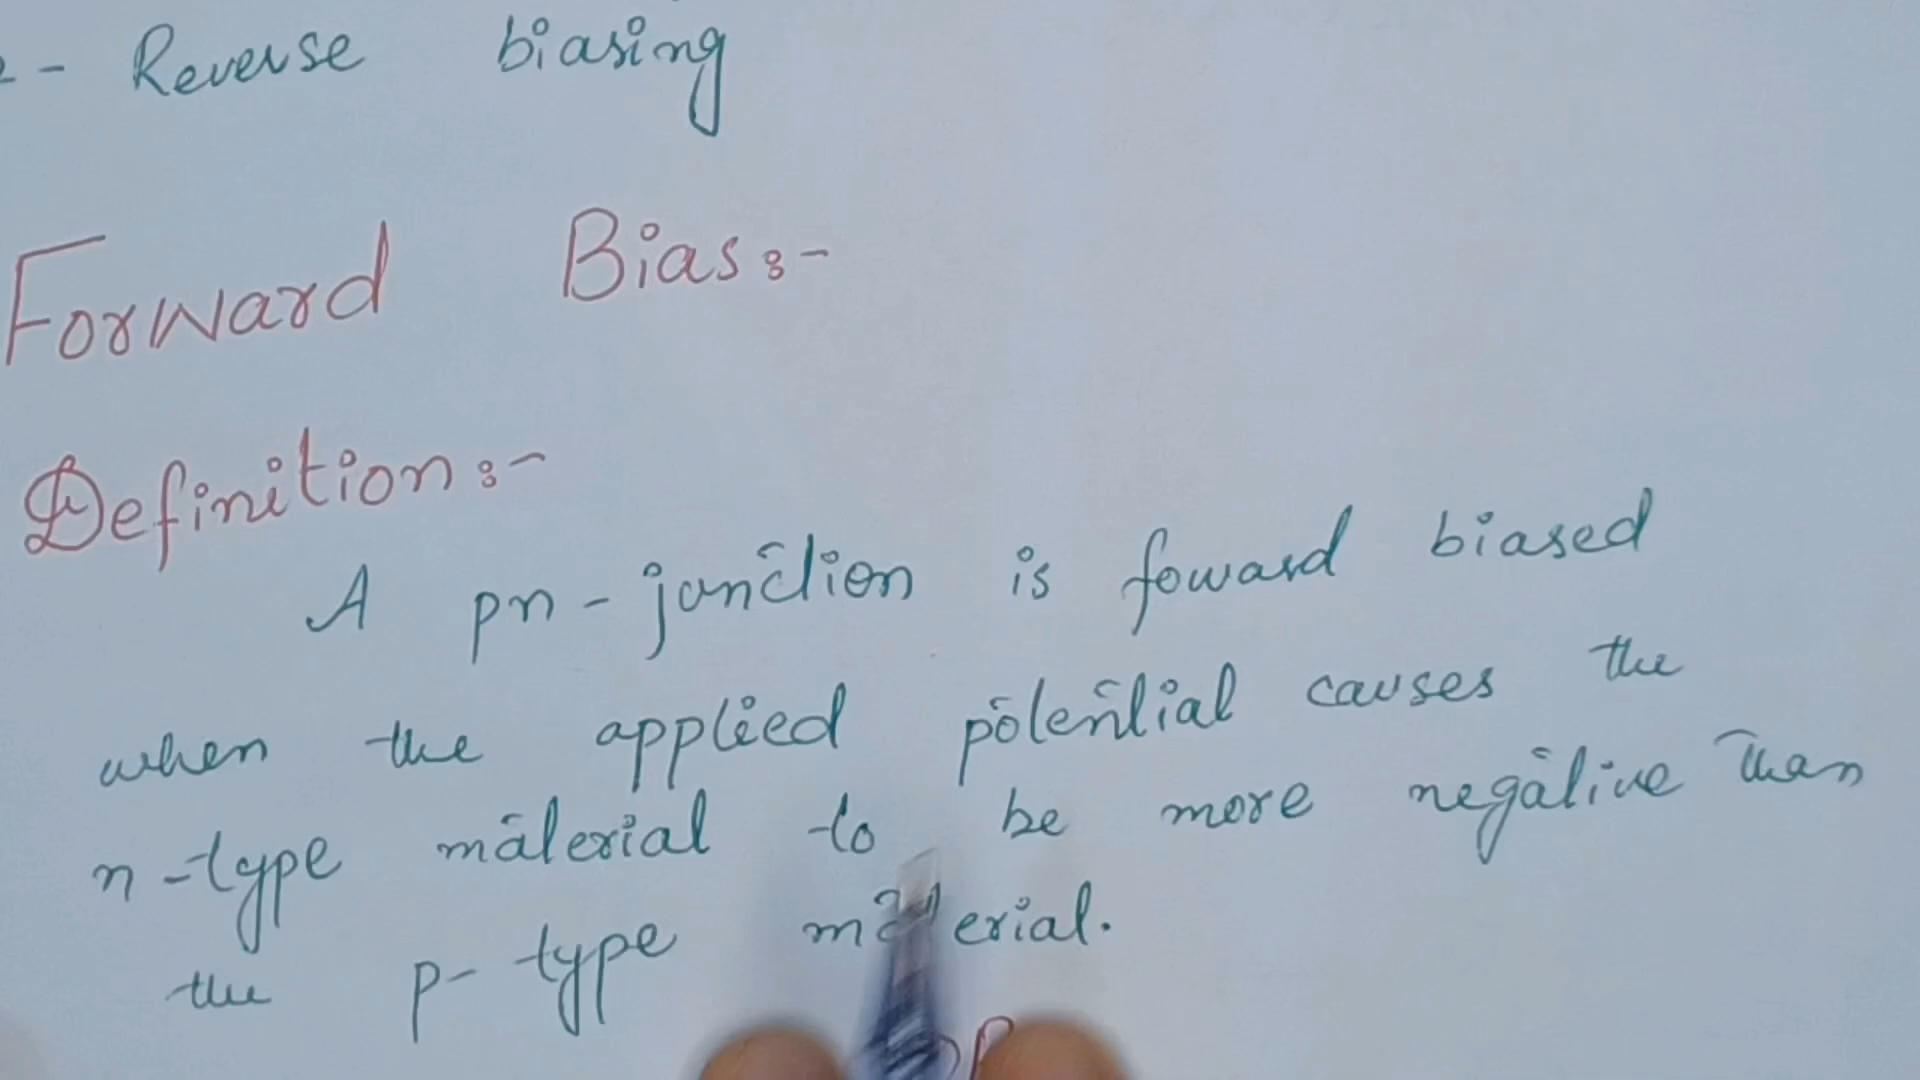 2 - Reverse biasing
Forward Bias:-
Definition:-
A pn-junction is foward biased
when the applied potential causes the
n-type material to be more negative than
the p-type material.